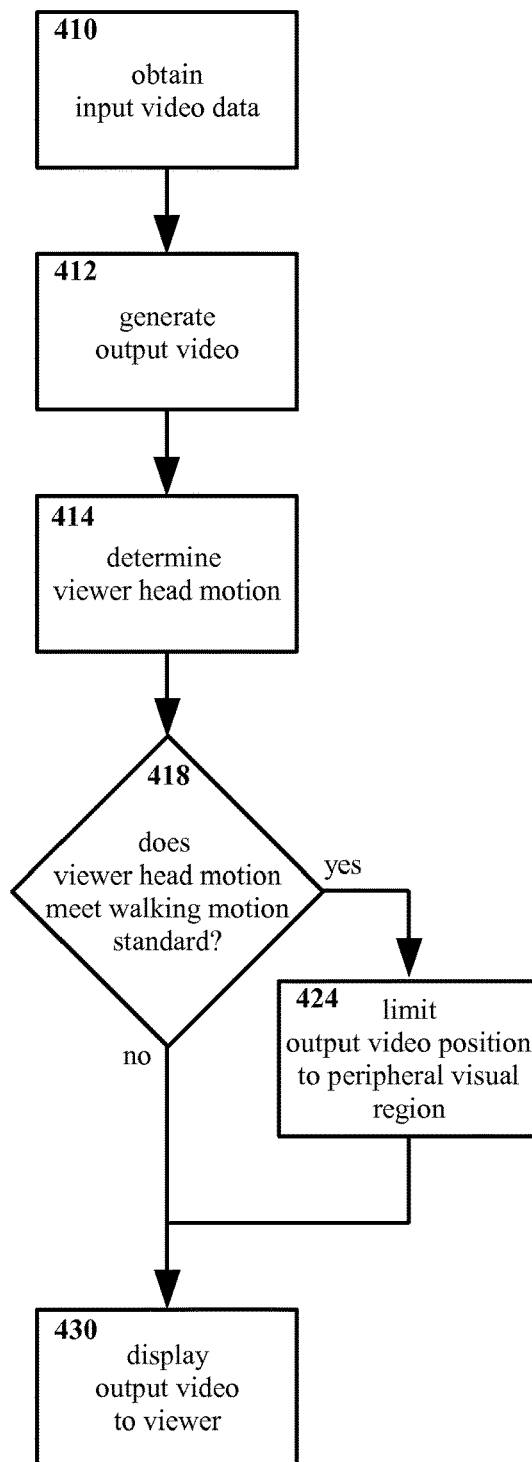 410
obtain
input video data
412
generate
output video
414
determine
viewer head motion
418
does
viewer head motion
meet walking motion
standard?
yes
no
424
limit
output video position
to peripheral visual
region
430
display
output video
to viewer